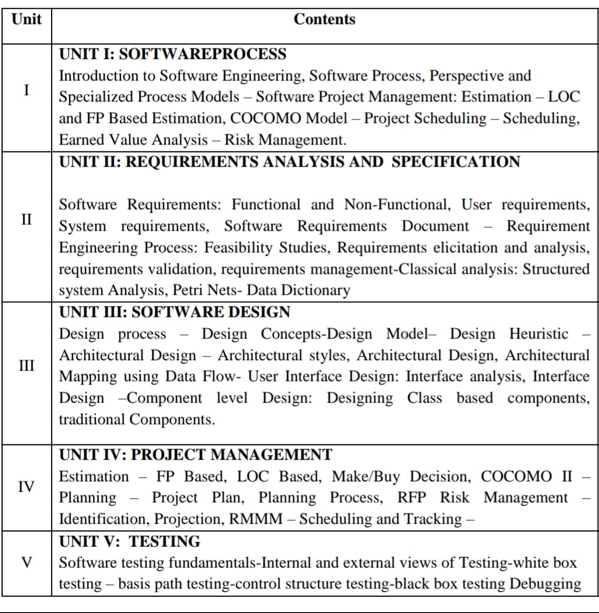 Unit Contents
UNIT I: SOFTWAREPROCESS
Introduction to Software Engineering, Software Process, Perspective and
I
Specialized Process Models – Software Project Management: Estimation – LOC
and FP Based Estimation, COCOMO Model – Project Scheduling – Scheduling,
Earned Value Analysis – Risk Management.
UNIT II: REQUIREMENTS ANALYSIS AND SPECIFICATION
Software Requirements: Functional and Non-Functional, User requirements,
II
System requirements, Software Requirements Document – Requirement
Engineering Process: Feasibility Studies, Requirements elicitation and analysis,
requirements validation, requirements management-Classical analysis: Structured
system Analysis, Petri Nets- Data Dictionary
UNIT III: SOFTWARE DESIGN
Design process – Design Concepts-Design Model– Design Heuristic –
Architectural Design – Architectural styles, Architectural Design, Architectural
III
Mapping using Data Flow- User Interface Design: Interface analysis, Interface
Design –Component level Design: Designing Class based components,
traditional Components.
UNIT IV: PROJECT MANAGEMENT
Estimation – FP Based, LOC Based, Make/Buy Decision, COCOMO II –
IV
Planning – Project Plan, Planning Process, RFP Risk Management –
Identification, Projection, RMMM – Scheduling and Tracking –
UNIT V: TESTING
V
Software testing fundamentals-Internal and external views of Testing-white box
testing – basis path testing-control structure testing-black box testing Debugging